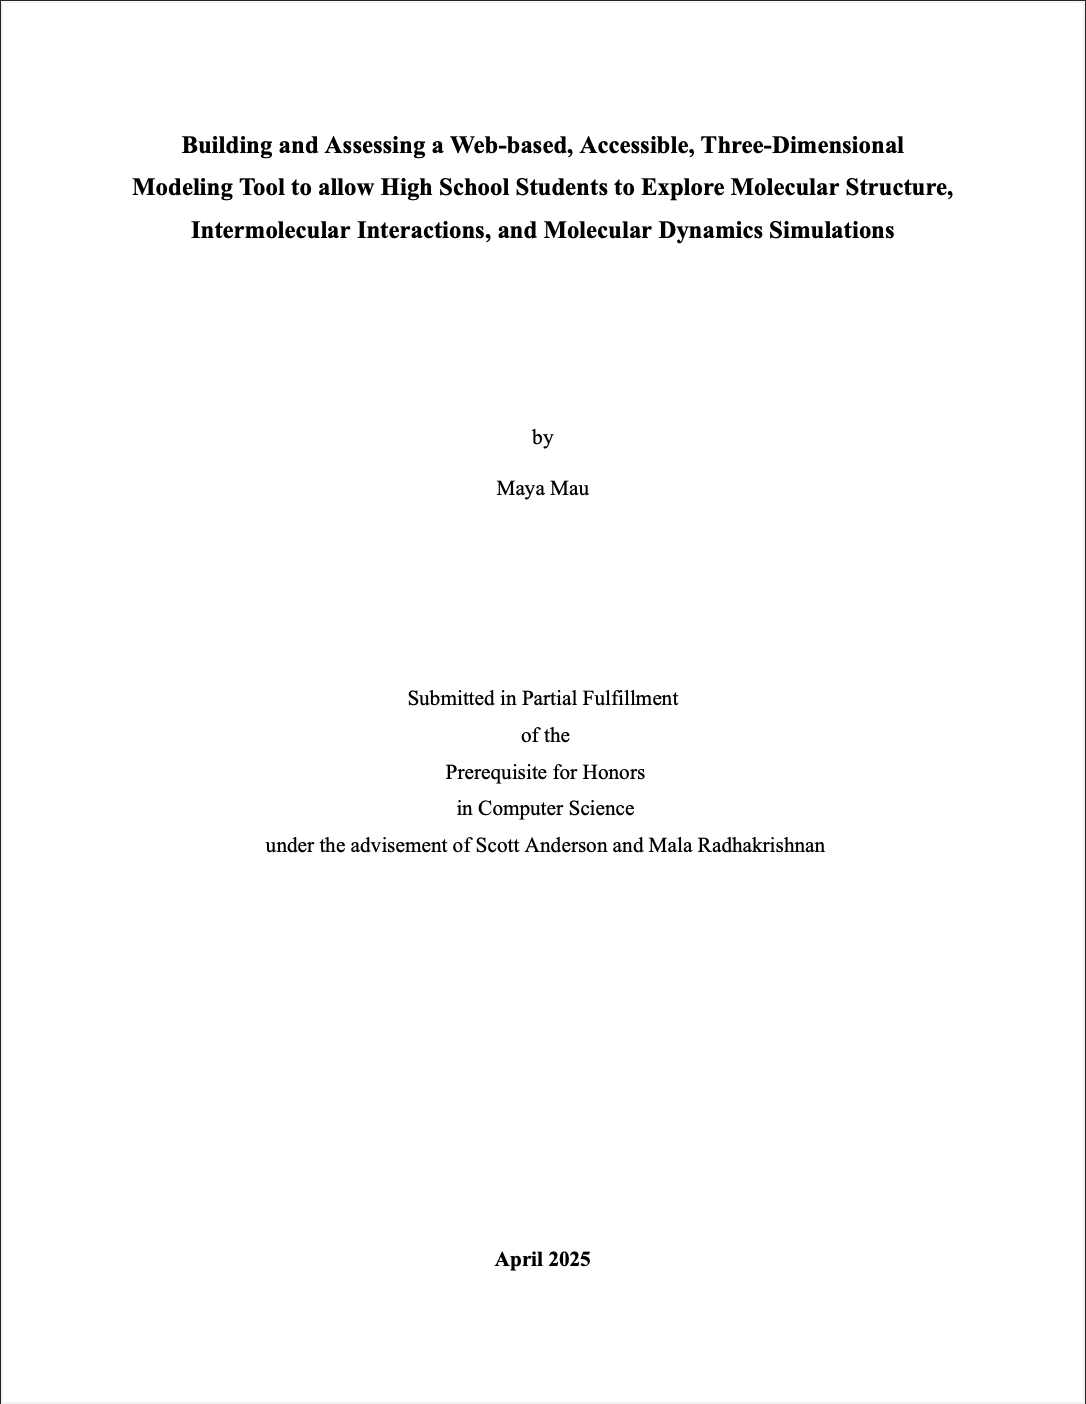 Building and Assessing a Web-based, Accessible, Three-Dimensional
Modeling Tool to allow High School Students to Explore Molecular Structure,
Intermolecular Interactions, and Molecular Dynamics Simulations
by
Maya Mau
Submitted in Partial Fulfillment
of the
Prerequisite for Honors
in Computer Science
under the advisement of Scott Anderson and Mala Radhakrishnan
April 2025